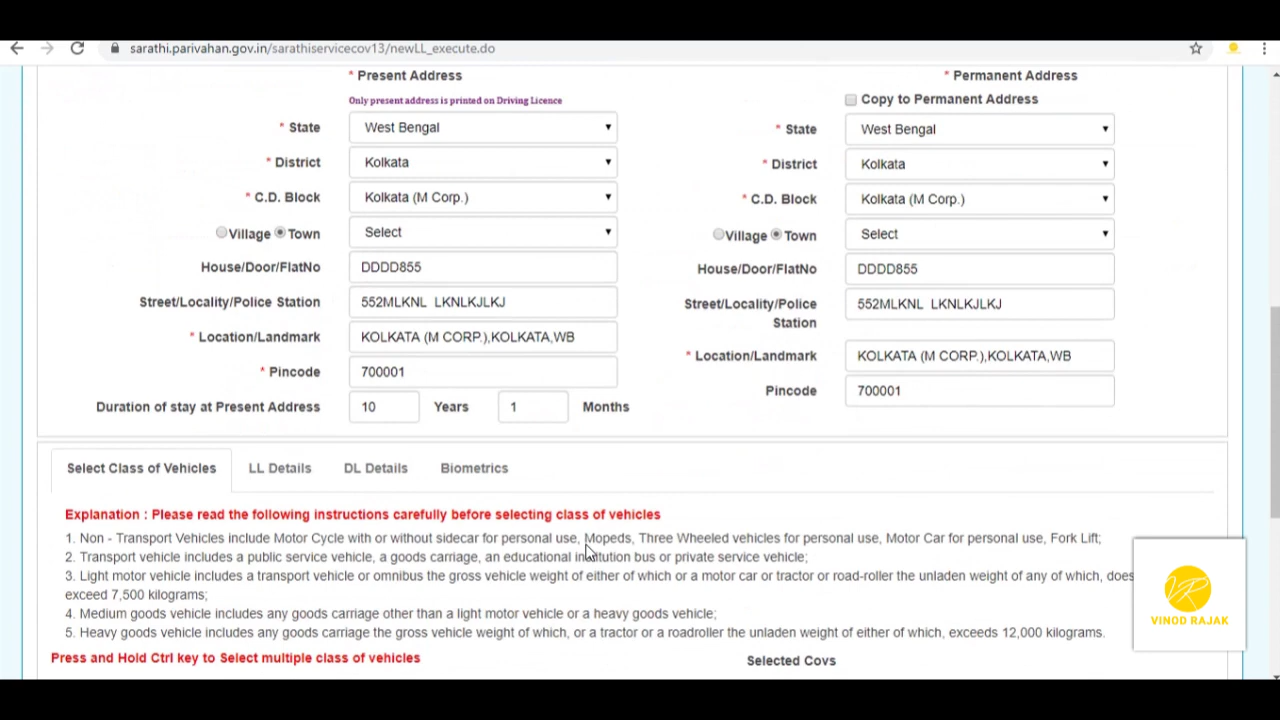 sarathi.parivahan.gov.in/sarathiservicecov13/newLL_execute.do
* Present Address
* Permanent Address
Only present address is printed on Driving Licence
Copy to Permanent Address
* State West Bengal
* State West Bengal
* District Kolkata
* District Kolkata
* C.D. Block Kolkata (M Corp.)
* C.D. Block Kolkata (M Corp.)
Village Town Select
Village Town Select
House/Door/FlatNo DDDD855
House/Door/FlatNo DDDD855
Street/Locality/Police Station 552MLKNL LKNLKJLKJ
Street/Locality/Police Station 552MLKNL LKNLKJLKJ
* Location/Landmark KOLKATA (M CORP.),KOLKATA,WB
* Location/Landmark KOLKATA (M CORP.),KOLKATA,WB
* Pincode 700001
Pincode 700001
Duration of stay at Present Address 10 Years 1 Months
Select Class of Vehicles LL Details DL Details Biometrics
Explanation : Please read the following instructions carefully before selecting class of vehicles
1. Non - Transport Vehicles include Motor Cycle with or without sidecar for personal use, Mopeds, Three Wheeled vehicles for personal use, Motor Car for personal use, Fork Lift;
2. Transport vehicle includes a public service vehicle, a goods carriage, an educational institution bus or private service vehicle;
3. Light motor vehicle includes a transport vehicle or omnibus the gross vehicle weight of either of which or a motor car or tractor or road-roller the unladen weight of any of which, does
exceed 7,500 kilograms;
4. Medium goods vehicle includes any goods carriage other than a light motor vehicle or a heavy goods vehicle;
5. Heavy goods vehicle includes any goods carriage the gross vehicle weight of which, or a tractor or a roadroller the unladen weight of either of which, exceeds 12,000 kilograms.
Press and Hold Ctrl key to Select multiple class of vehicles
Selected Covs
VINOD RAJAK